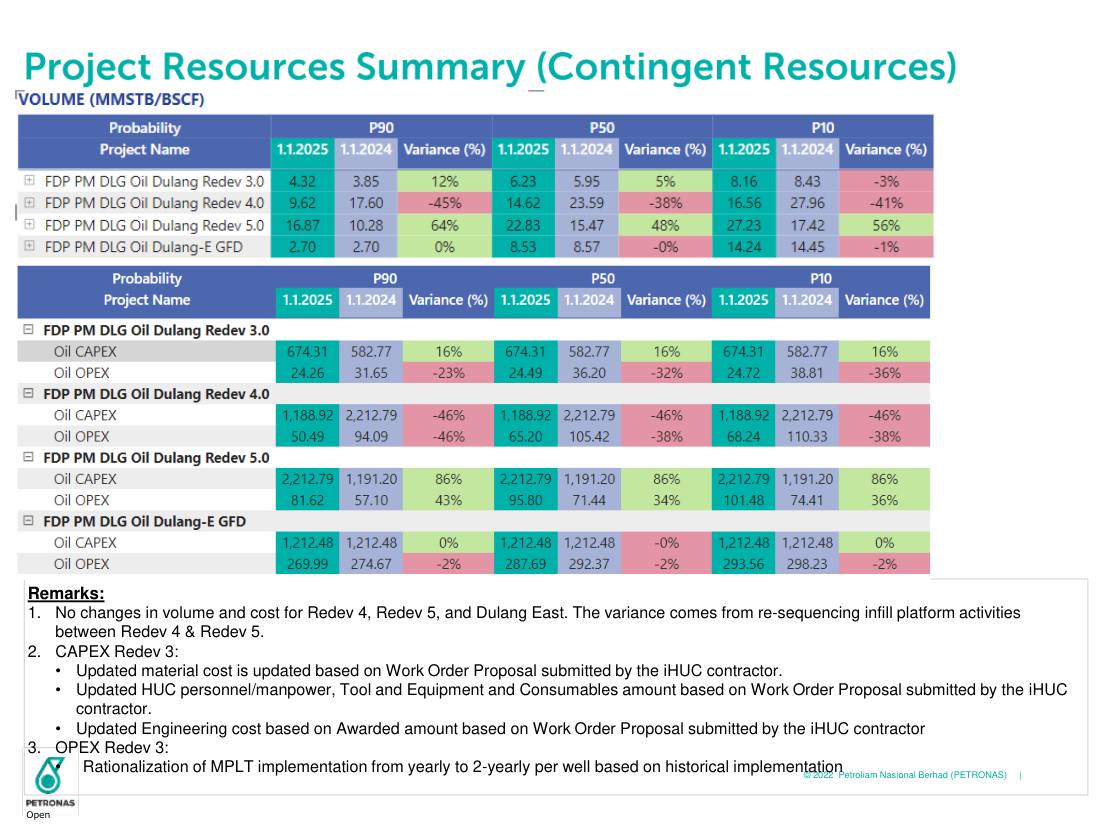 Project Resources Summary (Contingent Resources)
VOLUME (MMSTB/BSCF)
Probability P90 P50 P10
Project Name 1.1.2025 1.1.2024 Variance (%) 1.1.2025 1.1.2024 Variance (%) 1.1.2025 1.1.2024 Variance (%)
FDP PM DLG Oil Dulang Redev 3.0 4.32 3.85 12% 6.23 5.95 5% 8.16 8.43 -3%
FDP PM DLG Oil Dulang Redev 4.0 9.62 17.60 -45% 14.62 23.59 -38% 16.56 27.96 -41%
FDP PM DLG Oil Dulang Redev 5.0 16.87 10.28 64% 22.83 15.47 48% 27.23 17.42 56%
FDP PM DLG Oil Dulang-E GFD 2.70 2.70 0% 8.53 8.57 -0% 14.24 14.45 -1%
Probability P90 P50 P10
Project Name 1.1.2025 1.1.2024 Variance (%) 1.1.2025 1.1.2024 Variance (%) 1.1.2025 1.1.2024 Variance (%)
FDP PM DLG Oil Dulang Redev 3.0
Oil CAPEX 674.31 582.77 16% 674.31 582.77 16% 674.31 582.77 16%
Oil OPEX 24.26 31.65 -23% 24.49 36.20 -32% 24.72 38.81 -36%
FDP PM DLG Oil Dulang Redev 4.0
Oil CAPEX 1,188.92 2,212.79 -46% 1,188.92 2,212.79 -46% 1,188.92 2,212.79 -46%
Oil OPEX 50.49 94.09 -46% 65.20 105.42 -38% 68.24 110.33 -38%
FDP PM DLG Oil Dulang Redev 5.0
Oil CAPEX 2,212.79 1,191.20 86% 2,212.79 1,191.20 86% 2,212.79 1,191.20 86%
Oil OPEX 81.62 57.10 43% 95.80 71.44 34% 101.48 74.41 36%
FDP PM DLG Oil Dulang-E GFD
Oil CAPEX 1,212.48 1,212.48 0% 1,212.48 1,212.48 -0% 1,212.48 1,212.48 0%
Oil OPEX 269.99 274.67 -2% 287.69 292.37 -2% 293.56 298.23 -2%
Remarks:
1. No changes in volume and cost for Redev 4, Redev 5, and Dulang East. The variance comes from re-sequencing infill platform activities
between Redev 4 & Redev 5.
2. CAPEX Redev 3:
• Updated material cost is updated based on Work Order Proposal submitted by the iHUC contractor.
• Updated HUC personnel/manpower, Tool and Equipment and Consumables amount based on Work Order Proposal submitted by the iHUC
contractor.
• Updated Engineering cost based on Awarded amount based on Work Order Proposal submitted by the iHUC contractor
3. OPEX Redev 3:
• Rationalization of MPLT implementation from yearly to 2-yearly per well based on historical implementation
© 2022 Petroliam Nasional Berhad (PETRONAS) |
PETRONAS
Open